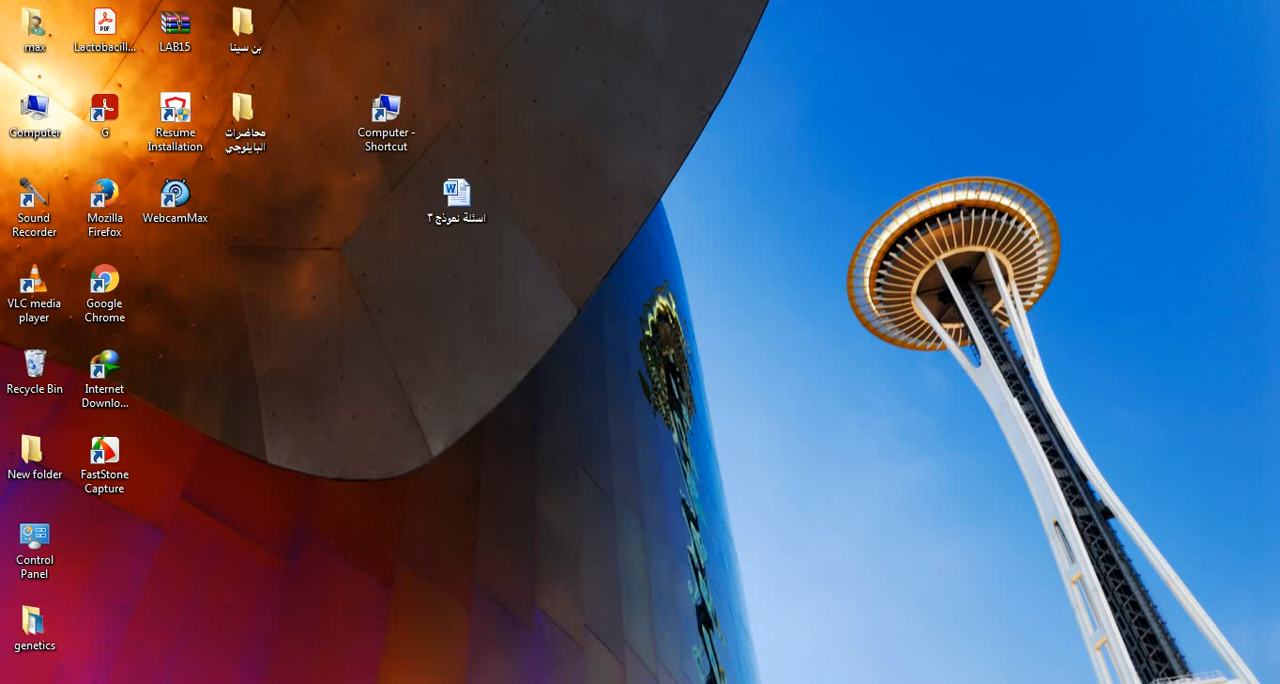 max
Lactobacill...
LAB15
بن سينا
Computer
G
Resume
Installation
محاضرات
البايلوجي
Computer -
Shortcut
Sound
Recorder
Mozilla
Firefox
WebcamMax
اسئلة نموذج ٣
VLC media
player
Google
Chrome
Recycle Bin
Internet
Downlo...
New folder
FastStone
Capture
Control
Panel
genetics